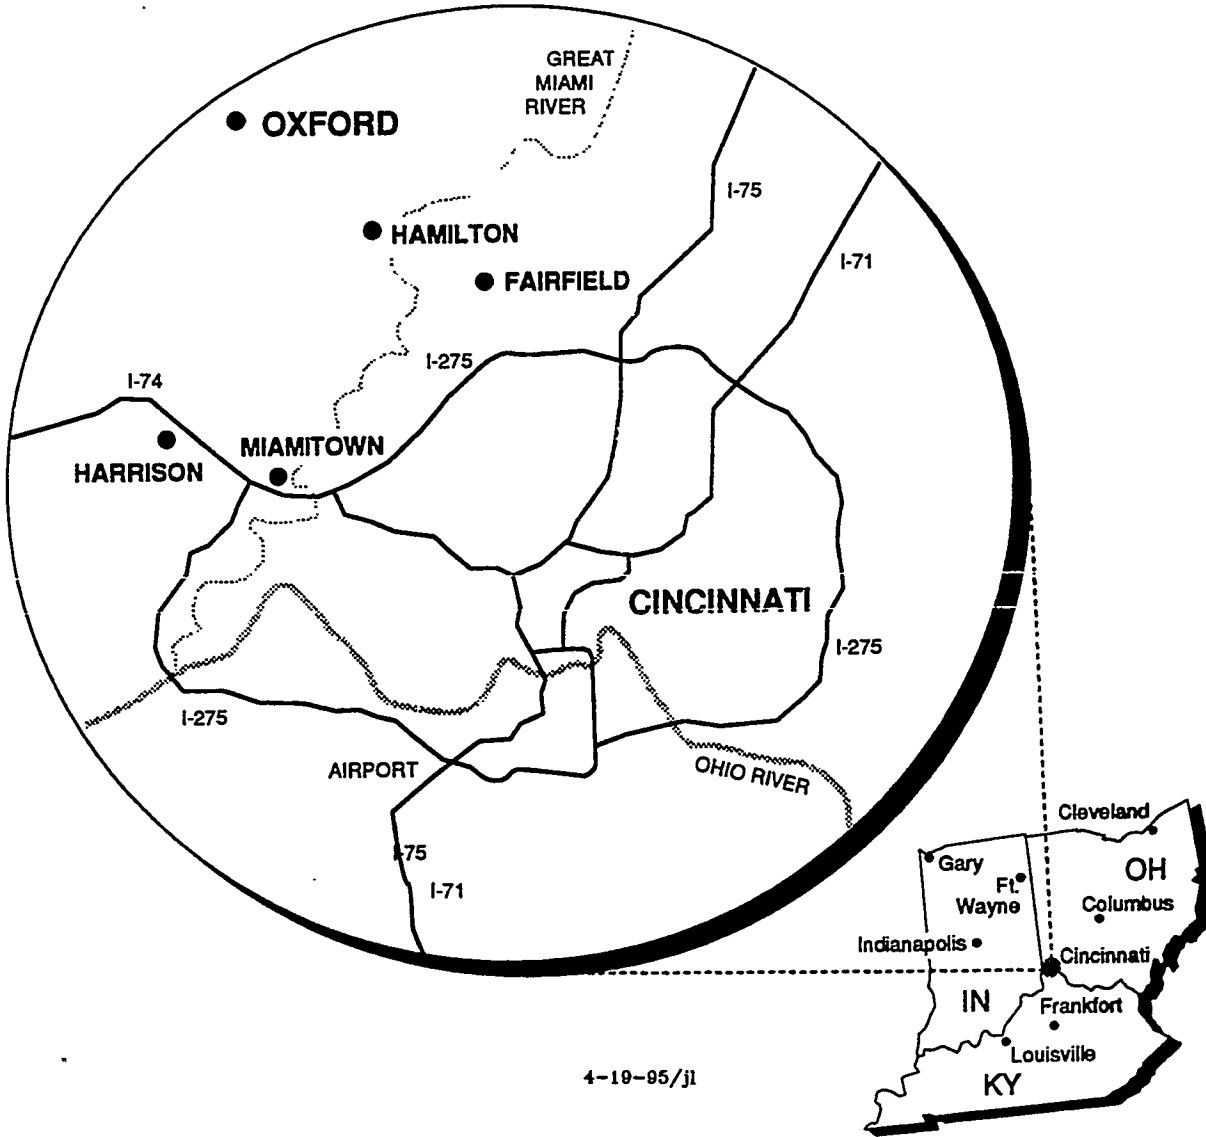 GREAT
MIAMI
RIVER
OXFORD
I-75
HAMILTON
I-71
FAIRFIELD
I-275
I-74
MIAMITOWN
HARRISON
CINCINNATI
I-275
I-275
AIRPORT
OHIO RIVER
I-75
I-71
Cleveland
Gary
OH
Ft.
Wayne
Columbus
Indianapolis
Cincinnati
IN
Frankfort
Louisville
KY
4-19-95/jl